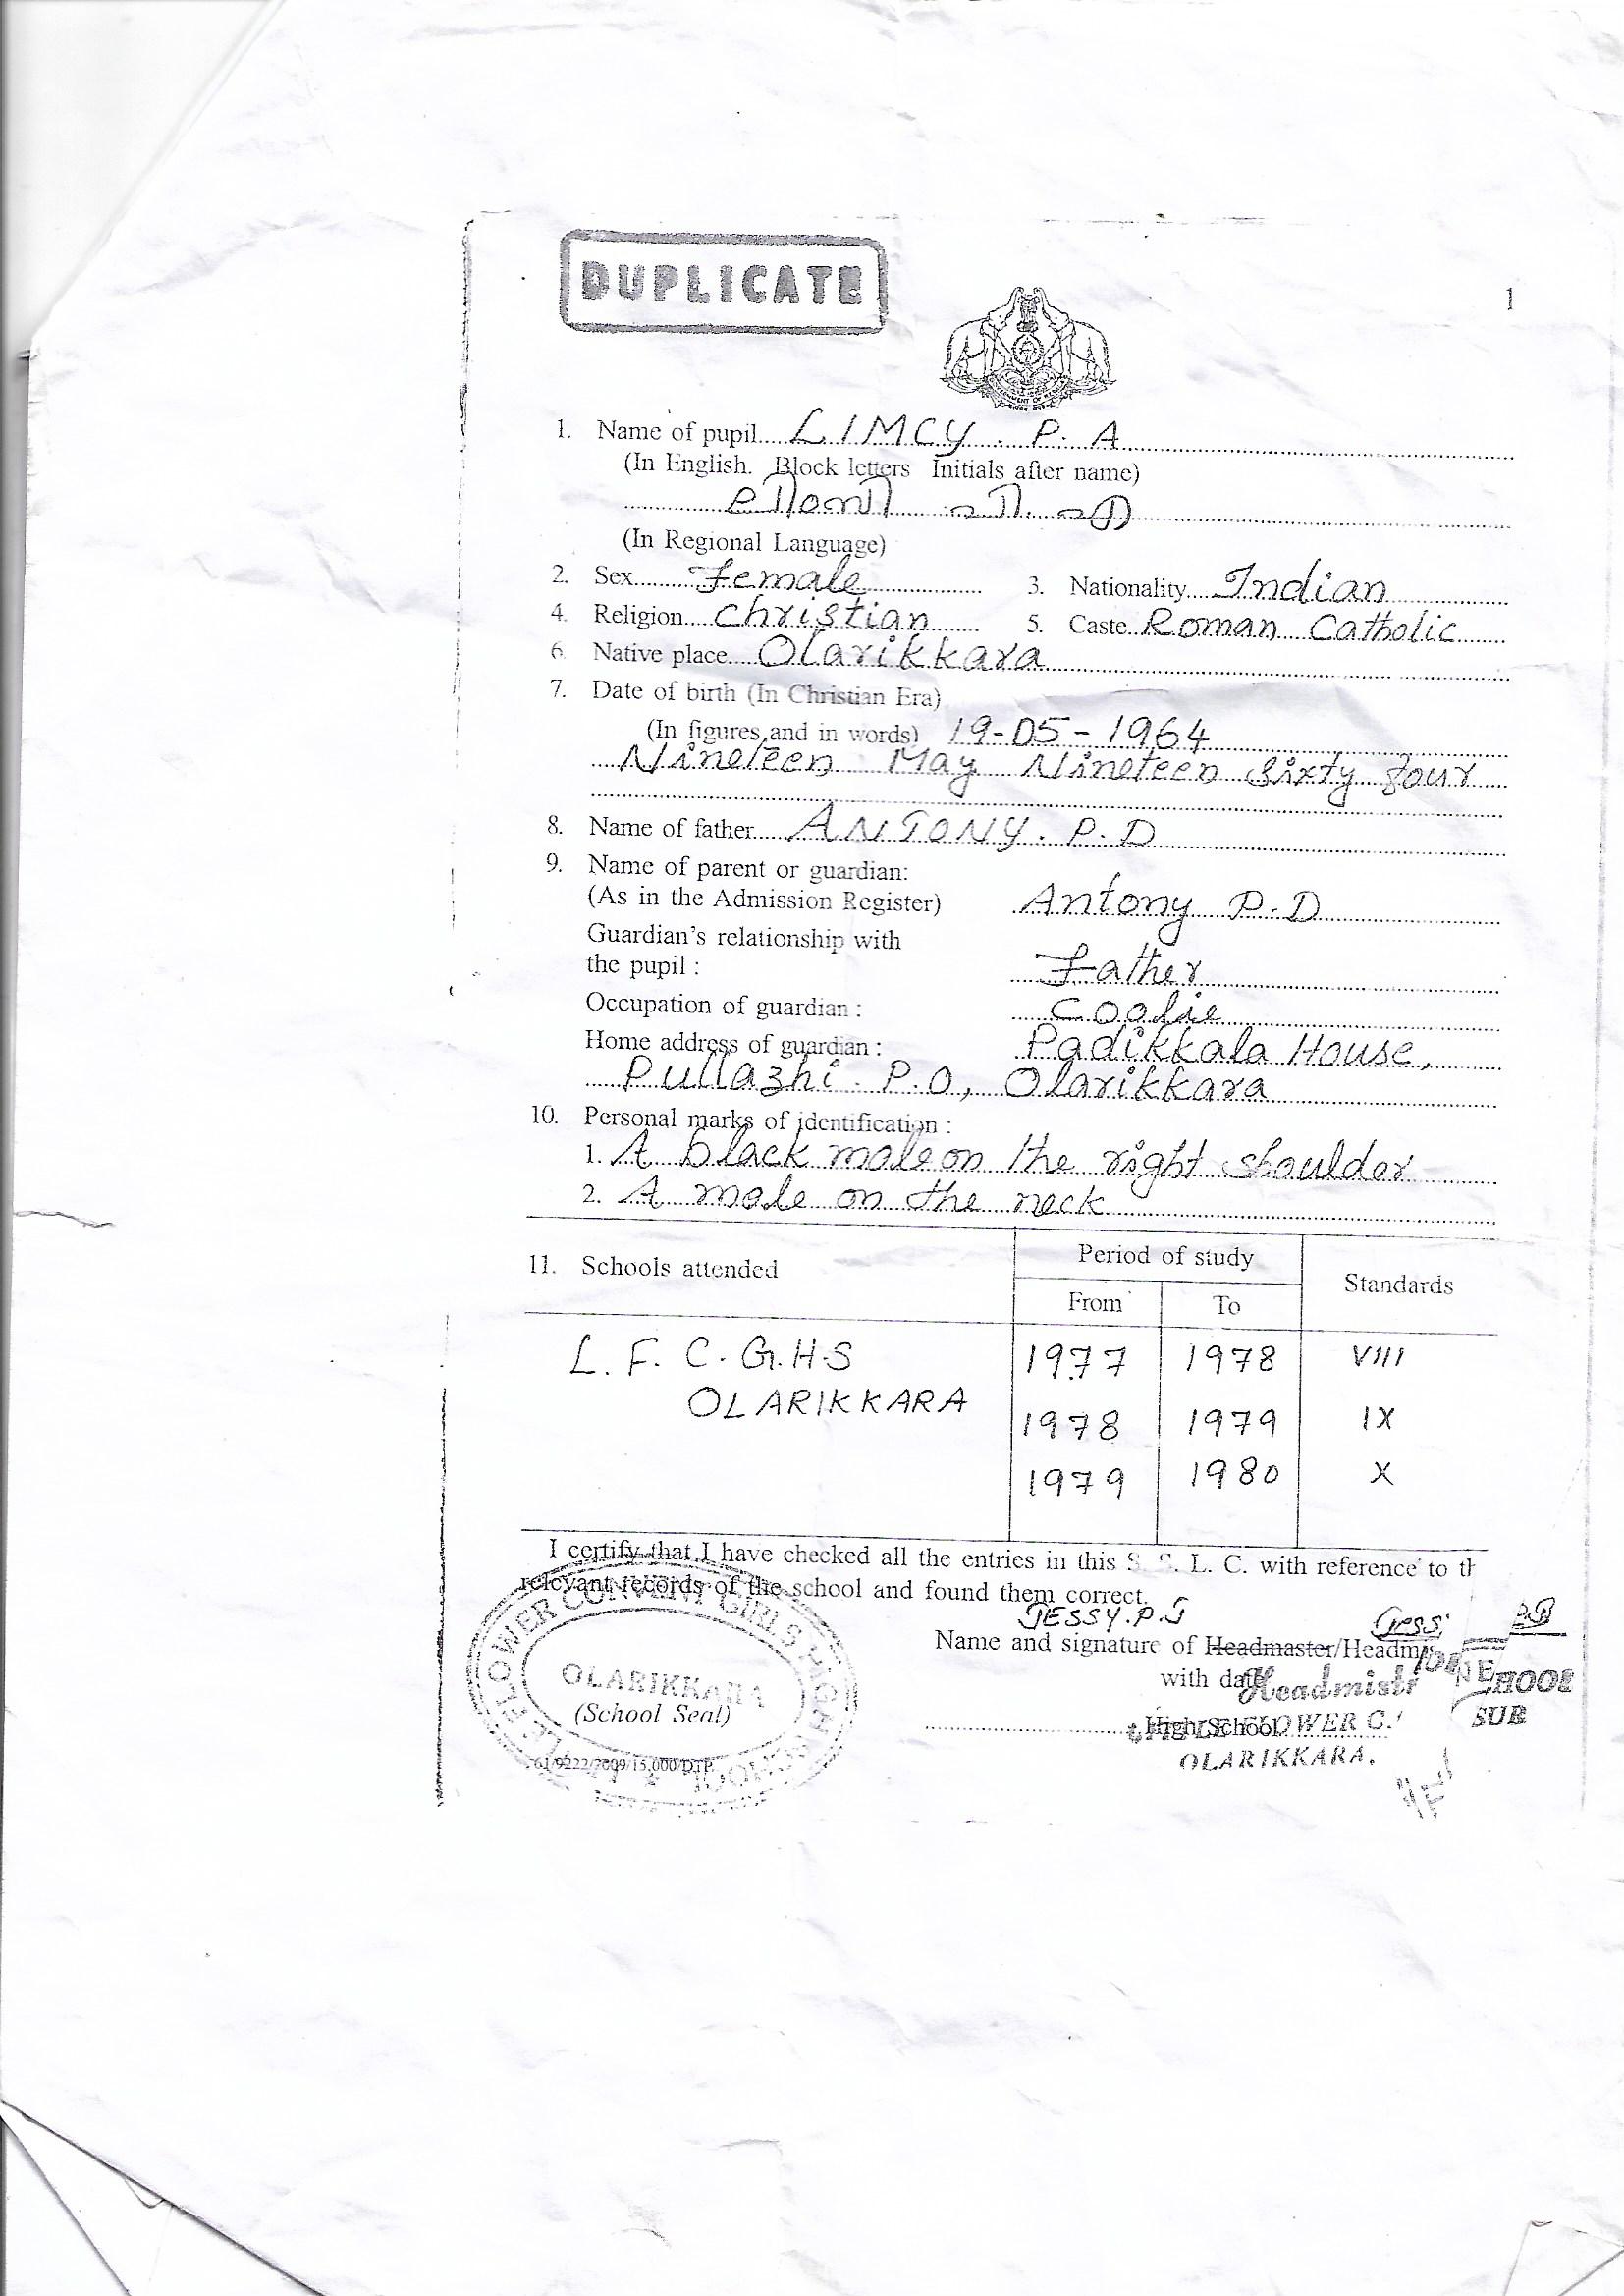 DUPLICATE
1
1. Name of pupil LIMCY. P. A
(In English. Block letters Initials after name)
ലിംസി പി. എ
(In Regional Language)
2. Sex Female 3. Nationality Indian
4. Religion Christian 5. Caste Roman Catholic
6. Native place Olarikkara
7. Date of birth (In Christian Era)
(In figures and in words) 19-05-1964
Nineteen May Nineteen Sixty four
8. Name of father ANTONY. P. D
9. Name of parent or guardian:
(As in the Admission Register) Antony P.D
Guardian's relationship with
the pupil : Father
Occupation of guardian : Coolie
Home address of guardian : Padikkala House,
Pullazhi. P.O, Olarikkara
10. Personal marks of identification :
1. A black mole on the right shoulder
2. A mole on the neck
11. Schools attended Period of study Standards
From To
L. F. C. G.H.S 1977 1978 VIII
OLARIKKARA
1978 1979 IX
1979 1980 X
I certify that I have checked all the entries in this S. S. L. C. with reference to th
relevant records of the school and found them correct.
JESSY. P. J
Name and signature of Headmaster/Headmis
with date
Headmistr
HOOL
SUB
OLARIKKARA
(School Seal)
High School
FLOWER C.
OLARIKKARA.
61/9222/2009/15,000/DTP.
FLOWER CONVENT GIRLS HIGH SCHOOL